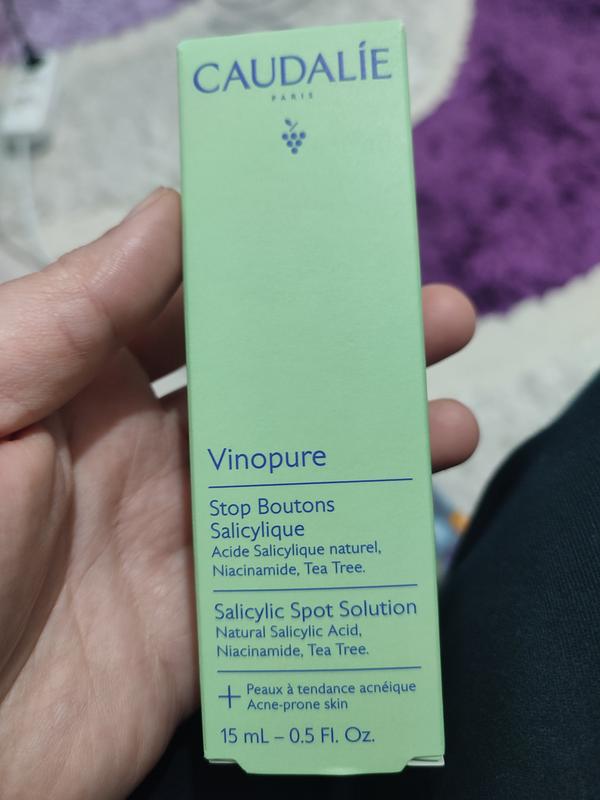 CAUDALÍE
PARIS
Vinopure
Stop Boutons
Salicylique
Acide Salicylique naturel,
Niacinamide, Tea Tree.
Salicylic Spot Solution
Natural Salicylic Acid,
Niacinamide, Tea Tree.
+ Peaux à tendance acnéique
Acne-prone skin
15 mL – 0.5 Fl. Oz.